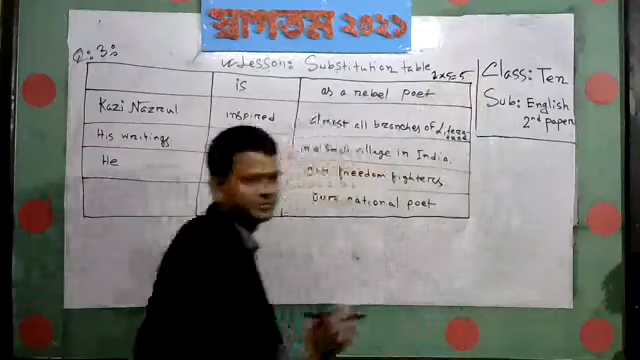 স্বাগতম ২০২১
Q: 3:
Lesson: Substitution table
1x5=5
Class: Ten
Sub: English
2nd paper
is
as a rebel poet
Kazi Nazrul
inspired
almost all branches of literature
His writings
in a small village in India.
He
our freedom fighters
our national poet